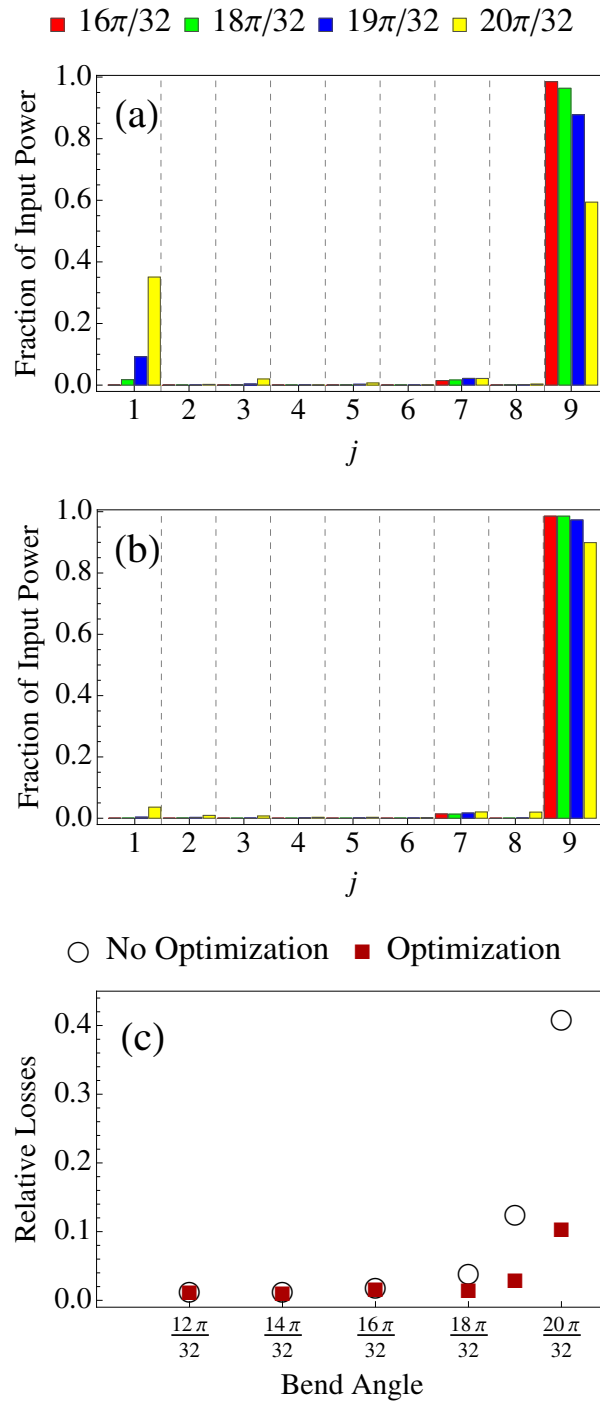 16π/32 18π/32 19π/32 20π/32
(a)
Fraction of Input Power
1.0
0.8
0.6
0.4
0.2
0.0
1 2 3 4 5 6 7 8 9
j
(b)
Fraction of Input Power
1.0
0.8
0.6
0.4
0.2
0.0
1 2 3 4 5 6 7 8 9
j
No Optimization Optimization
(c)
Relative Losses
0.4
0.3
0.2
0.1
0.0
12π/32 14π/32 16π/32 18π/32 20π/32
Bend Angle